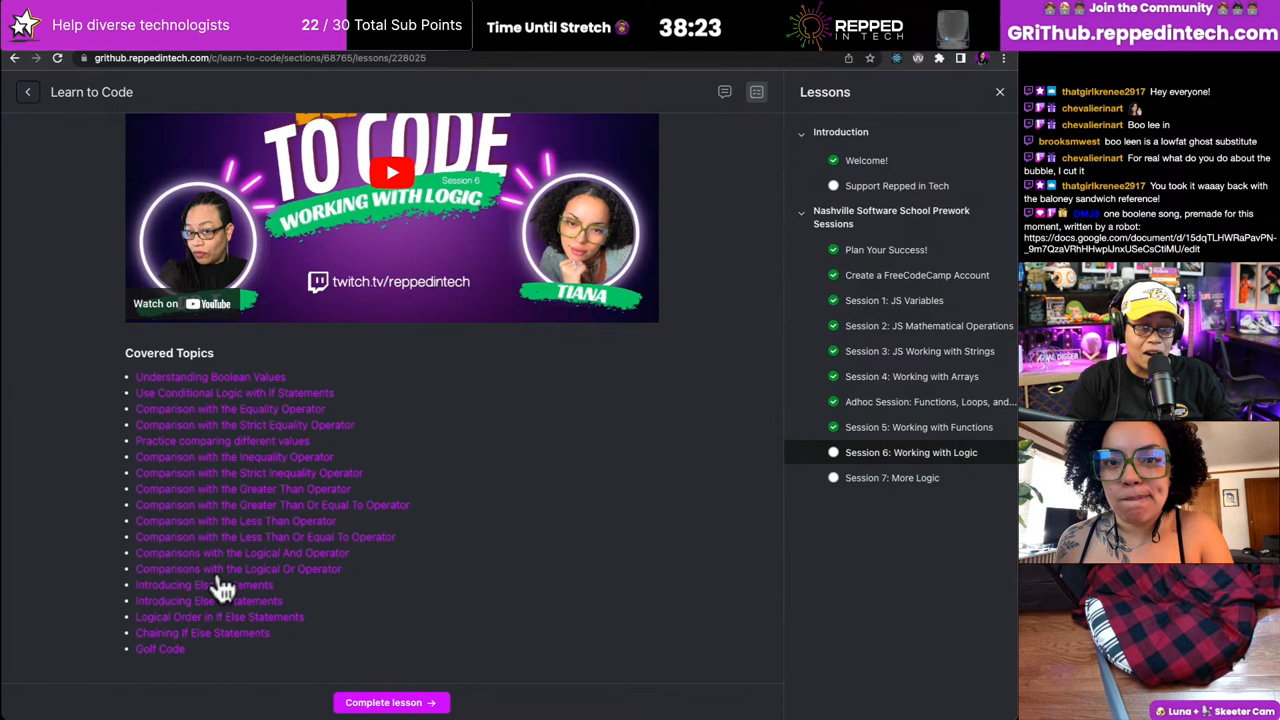 Help diverse technologists
22 / 30 Total Sub Points
Time Until Stretch
38:23
REPPED
IN TECH
Join the Community
GRiThub.reppedintech.com
grithub.reppedintech.com/c/learn-to-code/sections/68765/lessons/228025
Learn to Code
TO CODE
Session 6
WORKING WITH LOGIC
twitch.tv/reppedintech
TIANA
Watch on YouTube
Covered Topics
Understanding Boolean Values
Use Conditional Logic with If Statements
Comparison with the Equality Operator
Comparison with the Strict Equality Operator
Practice comparing different values
Comparison with the Inequality Operator
Comparison with the Strict Inequality Operator
Comparison with the Greater Than Operator
Comparison with the Greater Than Or Equal To Operator
Comparison with the Less Than Operator
Comparison with the Less Than Or Equal To Operator
Comparisons with the Logical And Operator
Comparisons with the Logical Or Operator
Introducing Els ements
Introducing Else tatements
Logical Order in If Else Statements
Chaining If Else Statements
Golf Code
Complete lesson →
Lessons
Introduction
Welcome!
Support Repped in Tech
Nashville Software School Prework
Sessions
Plan Your Success!
Create a FreeCodeCamp Account
Session 1: JS Variables
Session 2: JS Mathematical Operations
Session 3: JS Working with Strings
Session 4: Working with Arrays
Adhoc Session: Functions, Loops, and...
Session 5: Working with Functions
Session 6: Working with Logic
Session 7: More Logic
thatgirlkrenee2917 Hey everyone!
chevalierinart
chevalierinart Boo lee in
brooksmwest boo leen is a lowfat ghost substitute
chevalierinart For real what do you do about the
bubble, I cut it
thatgirlkrenee2917 You took it waaay back with
the baloney sandwich reference!
one boolene song, premade for this
moment, written by a robot:
https://docs.google.com/document/d/15dqTLHWRaPavPN-
Luna + Skeeter Cam